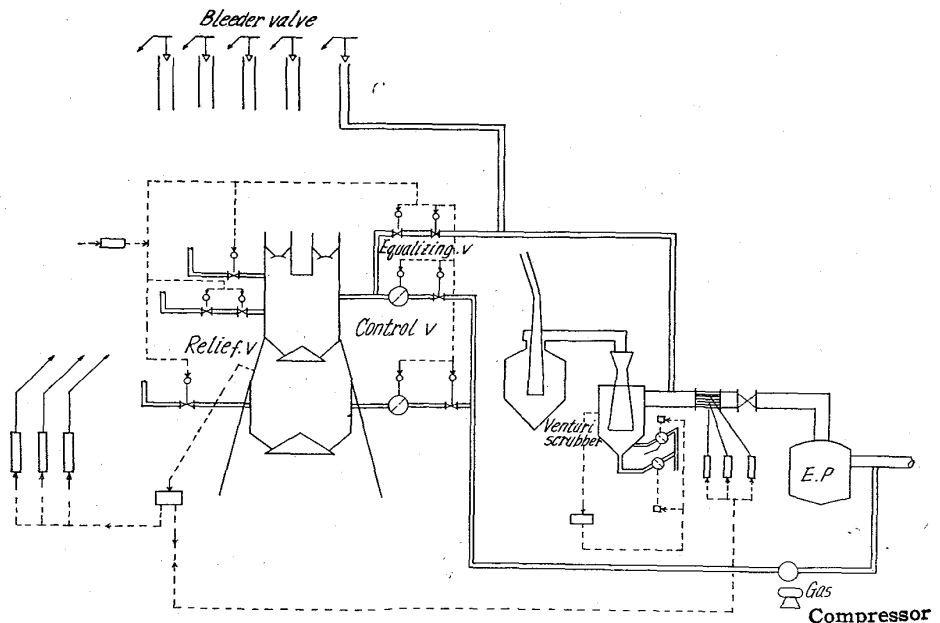 Bleeder valve
Equalizing.v
Control v
Relief.v
Venturi
scrubber
E.P
Gas
Compressor